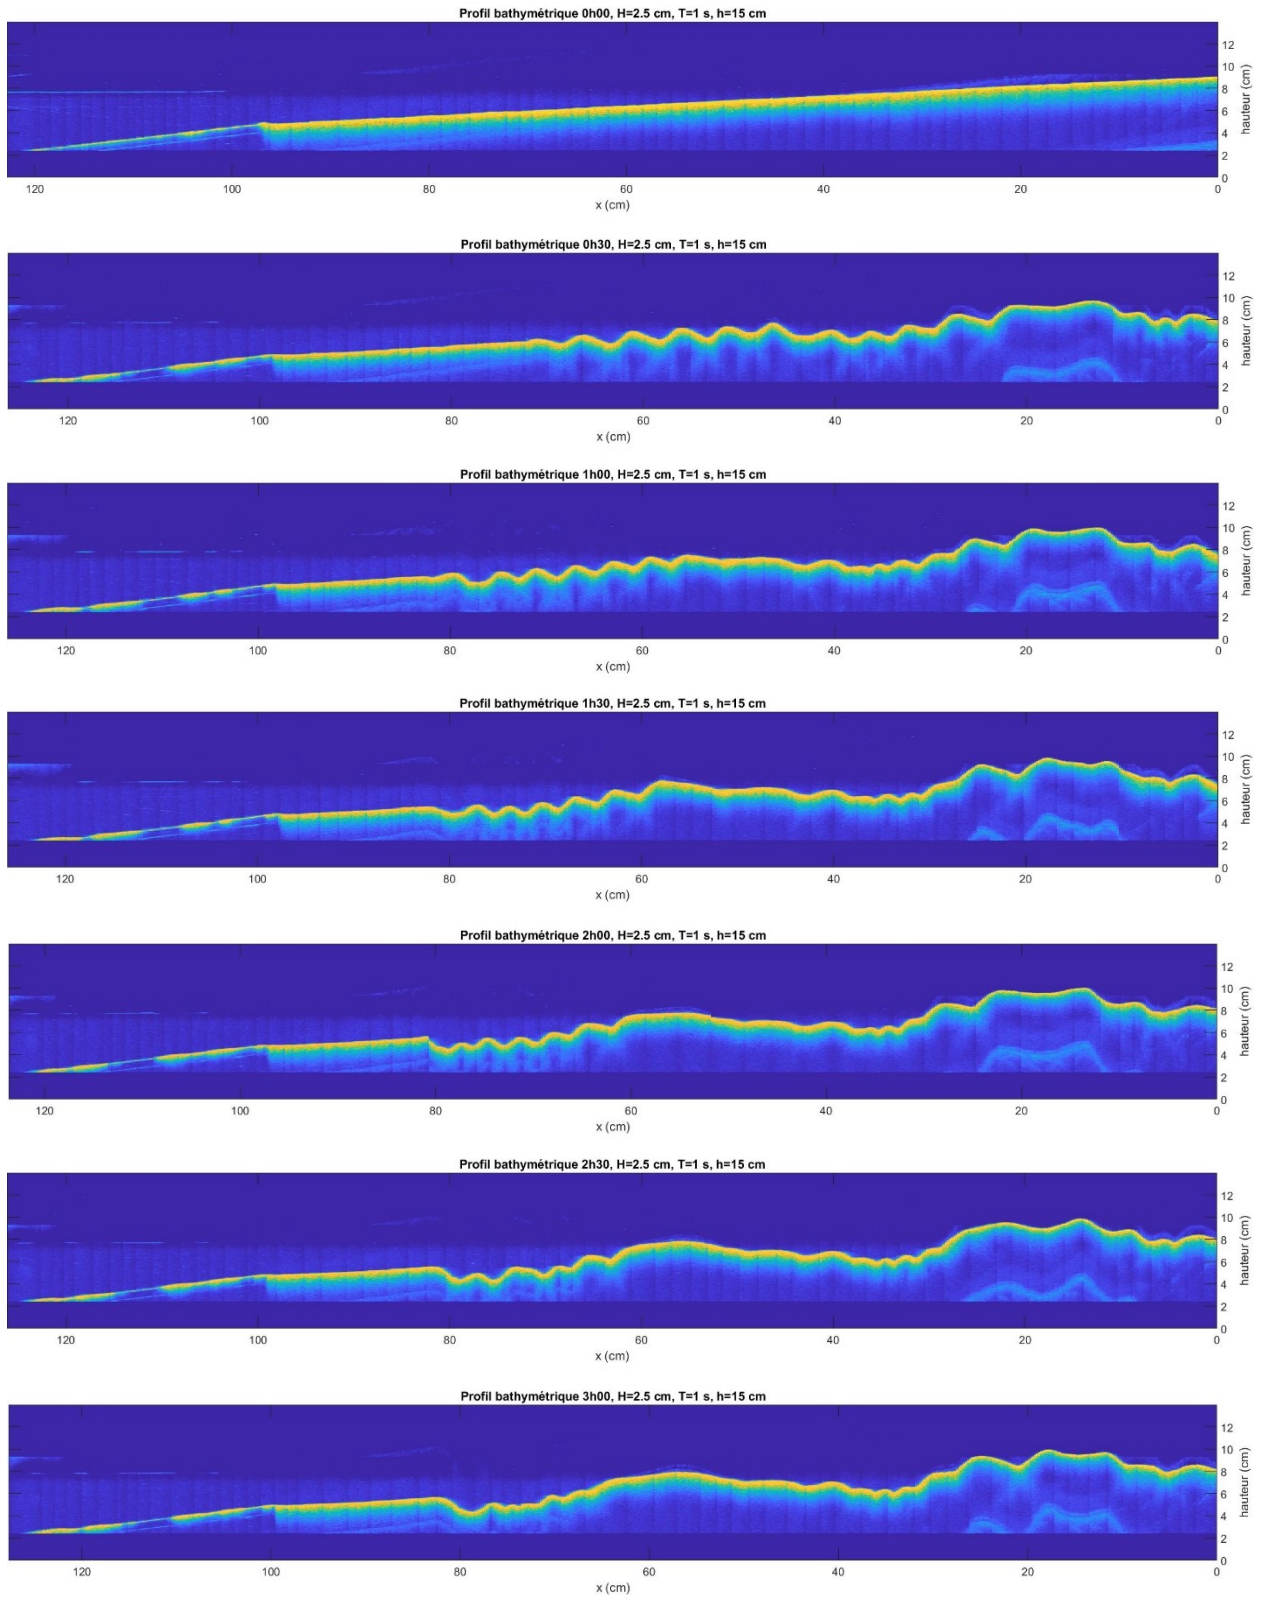 Profil bathymétrique 0h00, H=2.5 cm, T=1 s, h=15 cm
12
10
8
6
4
2
0
hauteur (cm)
120 100 80 60 40 20 0
x (cm)
Profil bathymétrique 0h30, H=2.5 cm, T=1 s, h=15 cm
12
10
8
6
4
2
0
hauteur (cm)
120 100 80 60 40 20 0
x (cm)
Profil bathymétrique 1h00, H=2.5 cm, T=1 s, h=15 cm
12
10
8
6
4
2
0
hauteur (cm)
120 100 80 60 40 20 0
x (cm)
Profil bathymétrique 1h30, H=2.5 cm, T=1 s, h=15 cm
12
10
8
6
4
2
0
hauteur (cm)
120 100 80 60 40 20 0
x (cm)
Profil bathymétrique 2h00, H=2.5 cm, T=1 s, h=15 cm
12
10
8
6
4
2
0
hauteur (cm)
120 100 80 60 40 20 0
x (cm)
Profil bathymétrique 2h30, H=2.5 cm, T=1 s, h=15 cm
12
10
8
6
4
2
0
hauteur (cm)
120 100 80 60 40 20 0
x (cm)
Profil bathymétrique 3h00, H=2.5 cm, T=1 s, h=15 cm
12
10
8
6
4
2
0
hauteur (cm)
120 100 80 60 40 20 0
x (cm)